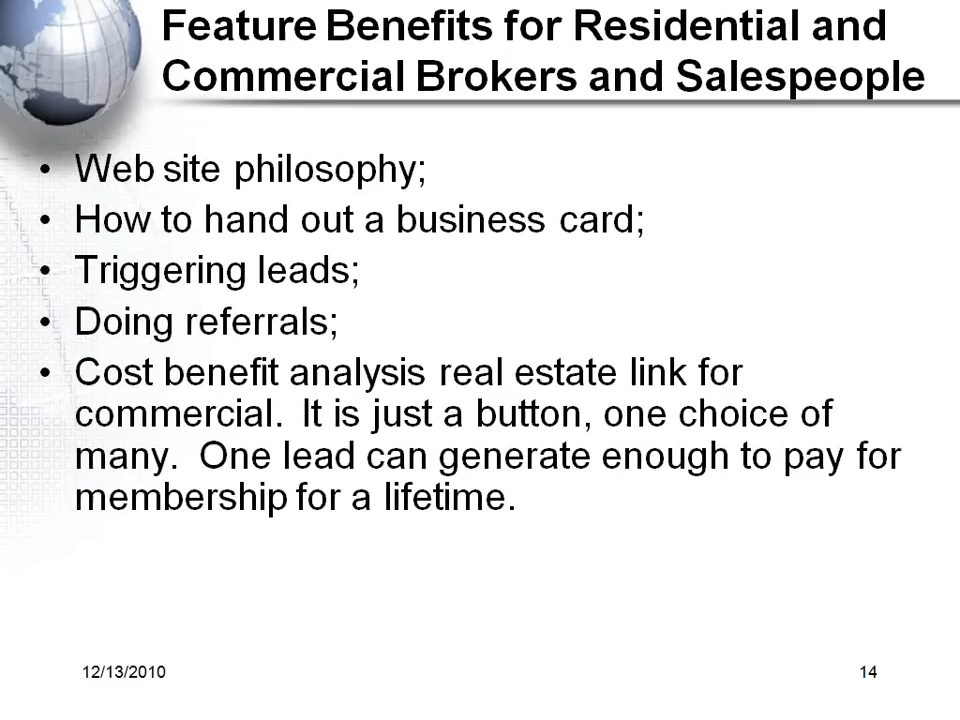 Feature Benefits for Residential and
Commercial Brokers and Salespeople
• Web site philosophy;
• How to hand out a business card;
• Triggering leads;
• Doing referrals;
• Cost benefit analysis real estate link for
commercial.  It is just a button, one choice of
many.  One lead can generate enough to pay for
membership for a lifetime.
12/13/2010
14